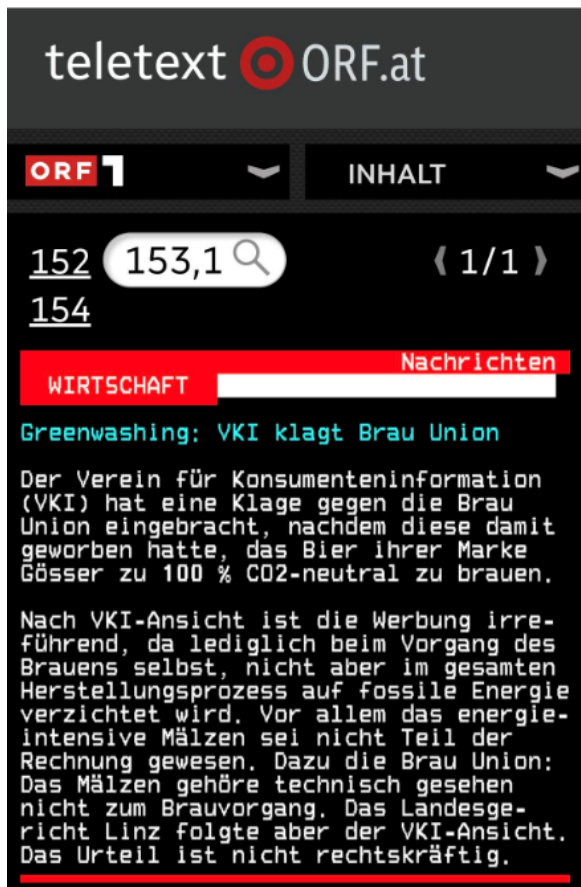 teletext ORF.at
ORF 1 INHALT
152 153,1 1/1
154
Nachrichten
WIRTSCHAFT
Greenwashing: VKI klagt Brau Union
Der Verein für Konsumenteninformation
(VKI) hat eine Klage gegen die Brau
Union eingebracht, nachdem diese damit
geworben hatte, das Bier ihrer Marke
Gösser zu 100 % CO2-neutral zu brauen.
Nach VKI-Ansicht ist die Werbung irre-
führend, da lediglich beim Vorgang des
Brauens selbst, nicht aber im gesamten
Herstellungsprozess auf fossile Energie
verzichtet wird. Vor allem das energie-
intensive Mälzen sei nicht Teil der
Rechnung gewesen. Dazu die Brau Union:
Das Mälzen gehöre technisch gesehen
nicht zum Brauvorgang. Das Landesge-
richt Linz folgte aber der VKI-Ansicht.
Das Urteil ist nicht rechtskräftig.